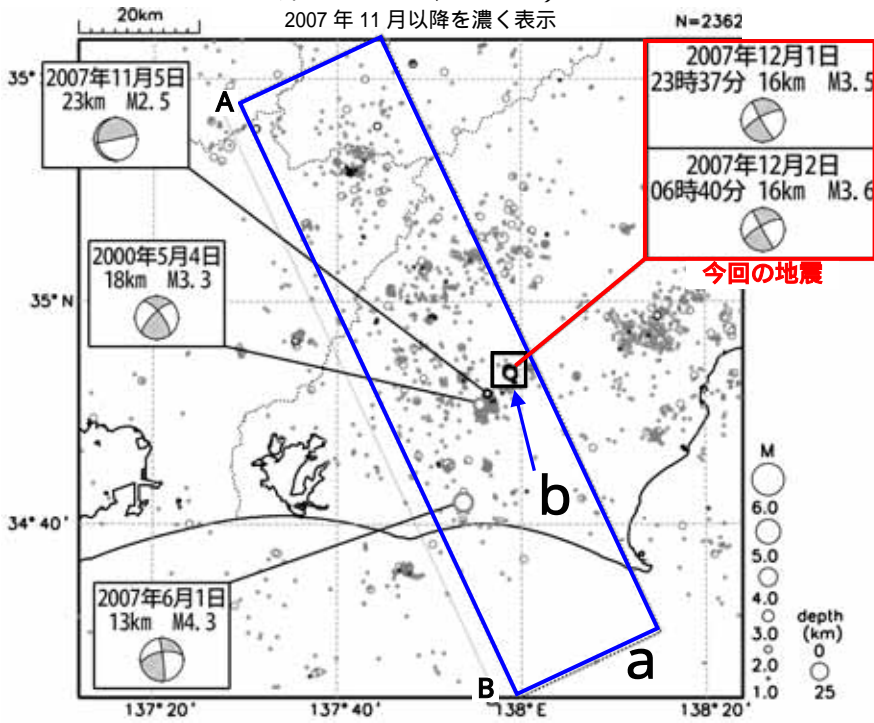 2007年11月以降を濃く表示
20km
N=2362
2007年12月1日
23時37分 16km M3.5
2007年12月2日
06時40分 16km M3.6
今回の地震
2007年11月5日
23km M2.5
2000年5月4日
18km M3.3
2007年6月1日
13km M4.3
A
B
a
b
35°
35°N
34°40'
137°20'
137°40'
138°E
138°20'
M
6.0
5.0
4.0
3.0
2.0
1.0
depth
(km)
0
25